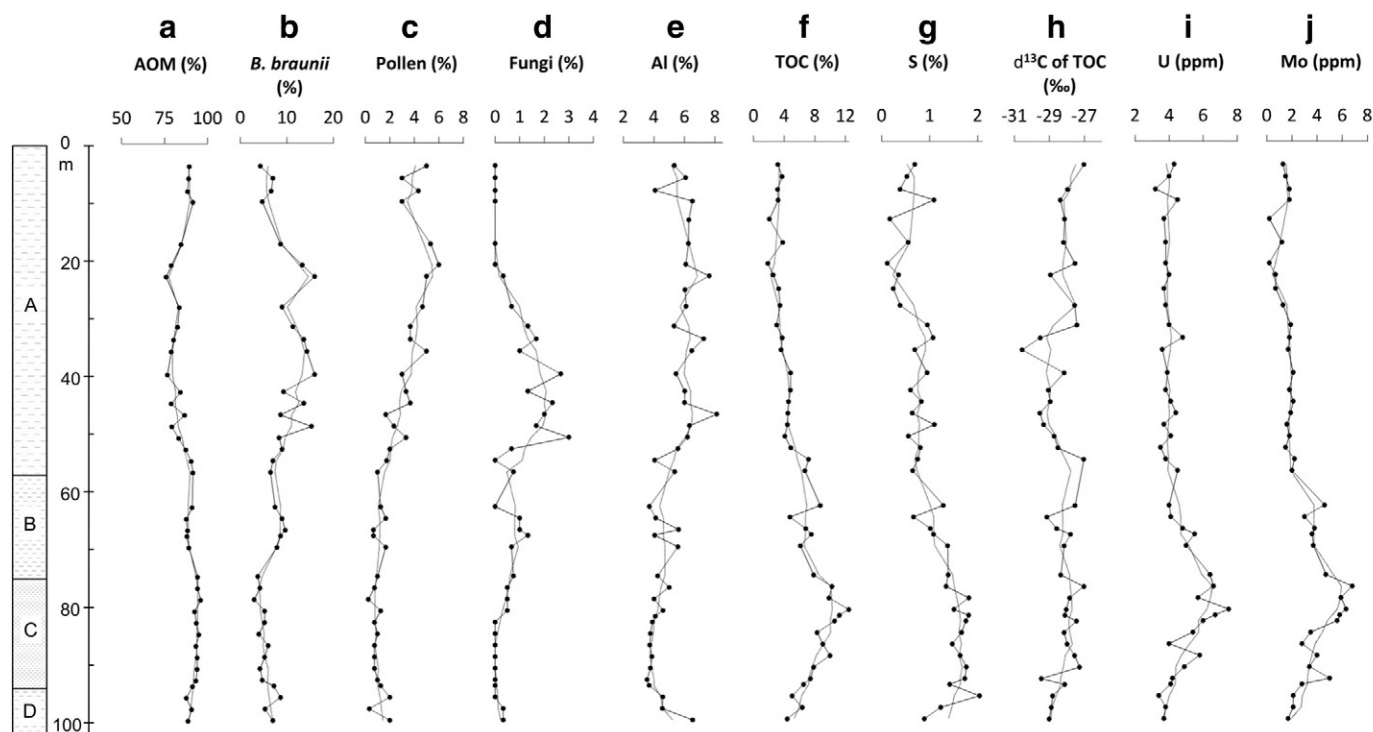 a b c d e f g h i j
AOM (%) B. braunii Pollen (%) Fungi (%) Al (%) TOC (%) S (%) d¹³C of TOC U (ppm) Mo (ppm)
(%) (‰)
50 75 100 0 10 20 0 2 4 6 8 0 1 2 3 4 2 4 6 8 0 4 8 12 0 1 2 -31 -29 -27 2 4 6 8 0 2 4 6 8
0
m
20
A
40
60
B
C
80
D
100